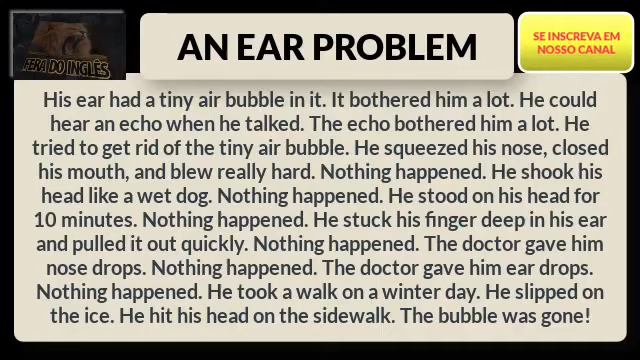 FERA DO INGLÊS
AN EAR PROBLEM
SE INSCREVA EM
NOSSO CANAL
His ear had a tiny air bubble in it. It bothered him a lot. He could
hear an echo when he talked. The echo bothered him a lot. He
tried to get rid of the tiny air bubble. He squeezed his nose, closed
his mouth, and blew really hard. Nothing happened. He shook his
head like a wet dog. Nothing happened. He stood on his head for
10 minutes. Nothing happened. He stuck his finger deep in his ear
and pulled it out quickly. Nothing happened. The doctor gave him
nose drops. Nothing happened. The doctor gave him ear drops.
Nothing happened. He took a walk on a winter day. He slipped on
the ice. He hit his head on the sidewalk. The bubble was gone!